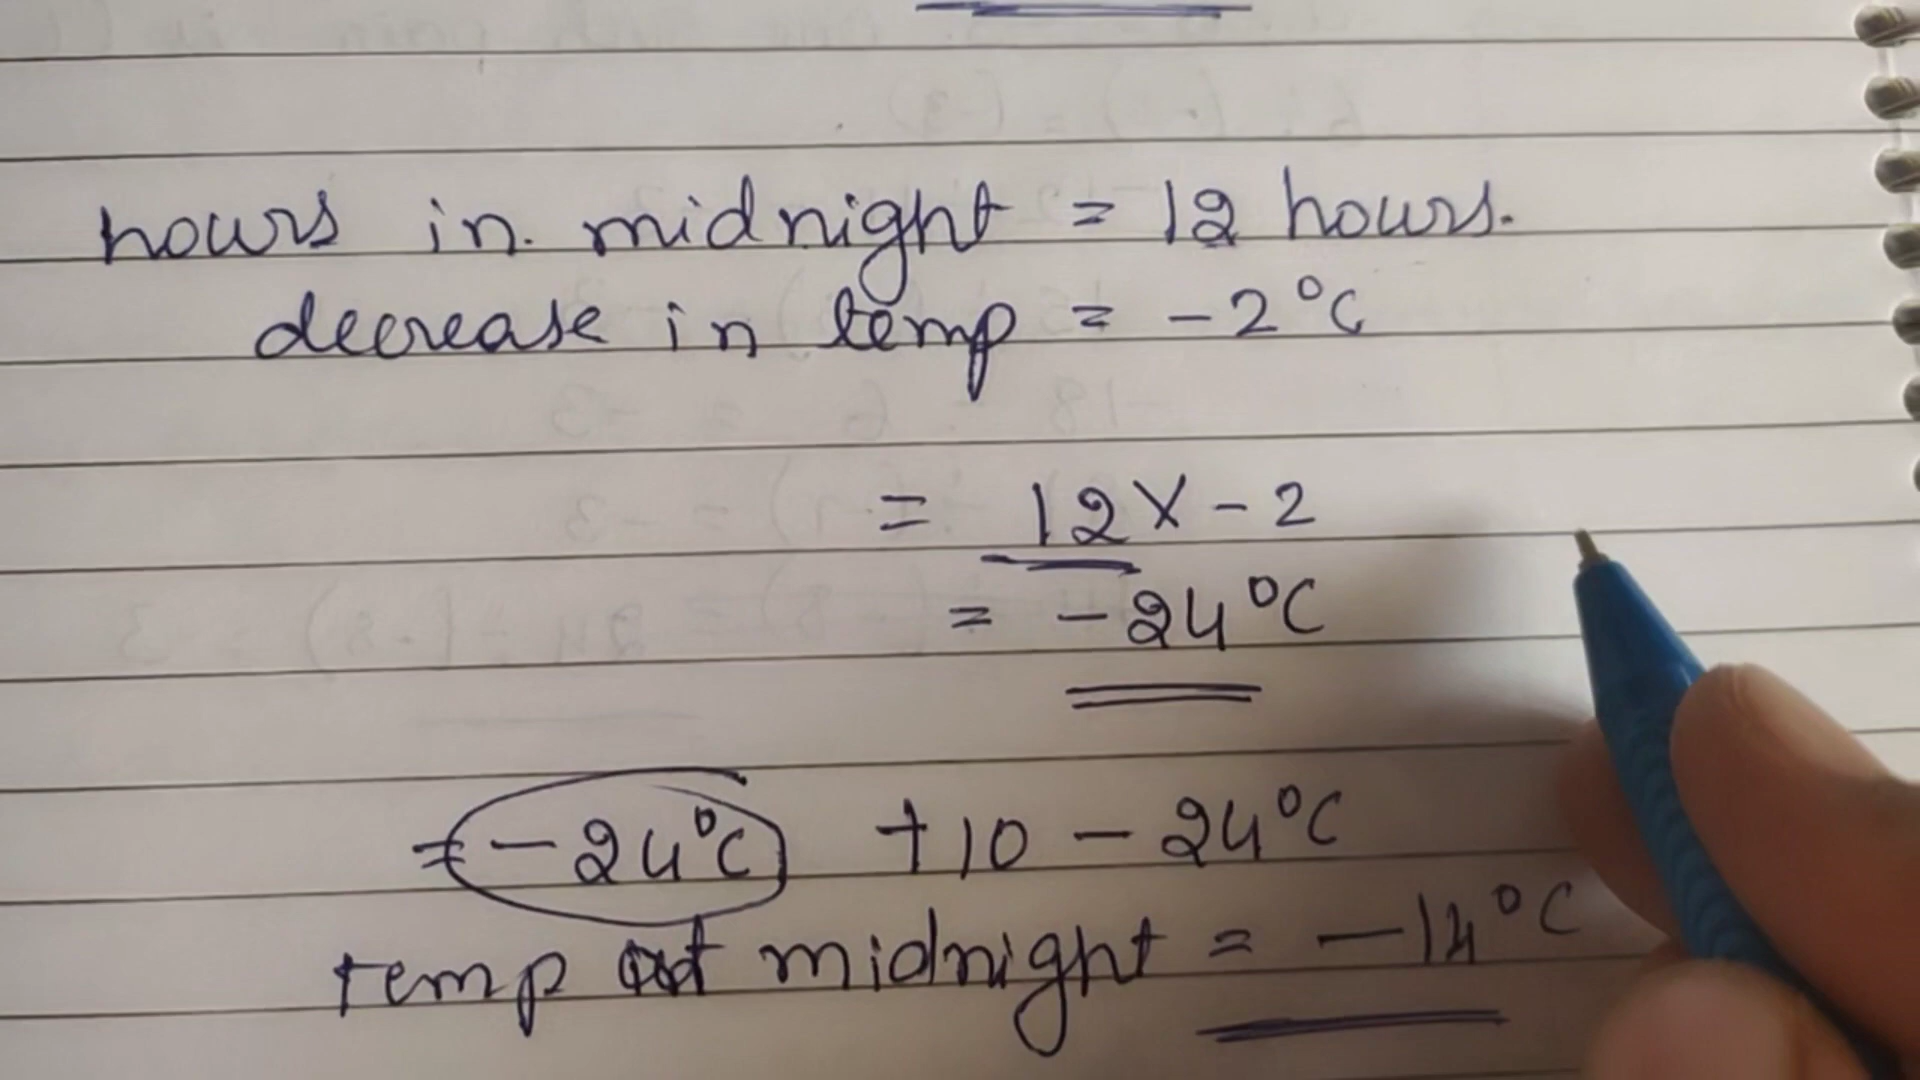 hours in midnight = 12 hours.
decrease in temp = -2°C
= 12 X - 2
= - 24°C
= - 24°C +10 - 24°C
temp at midnight = - 14°C